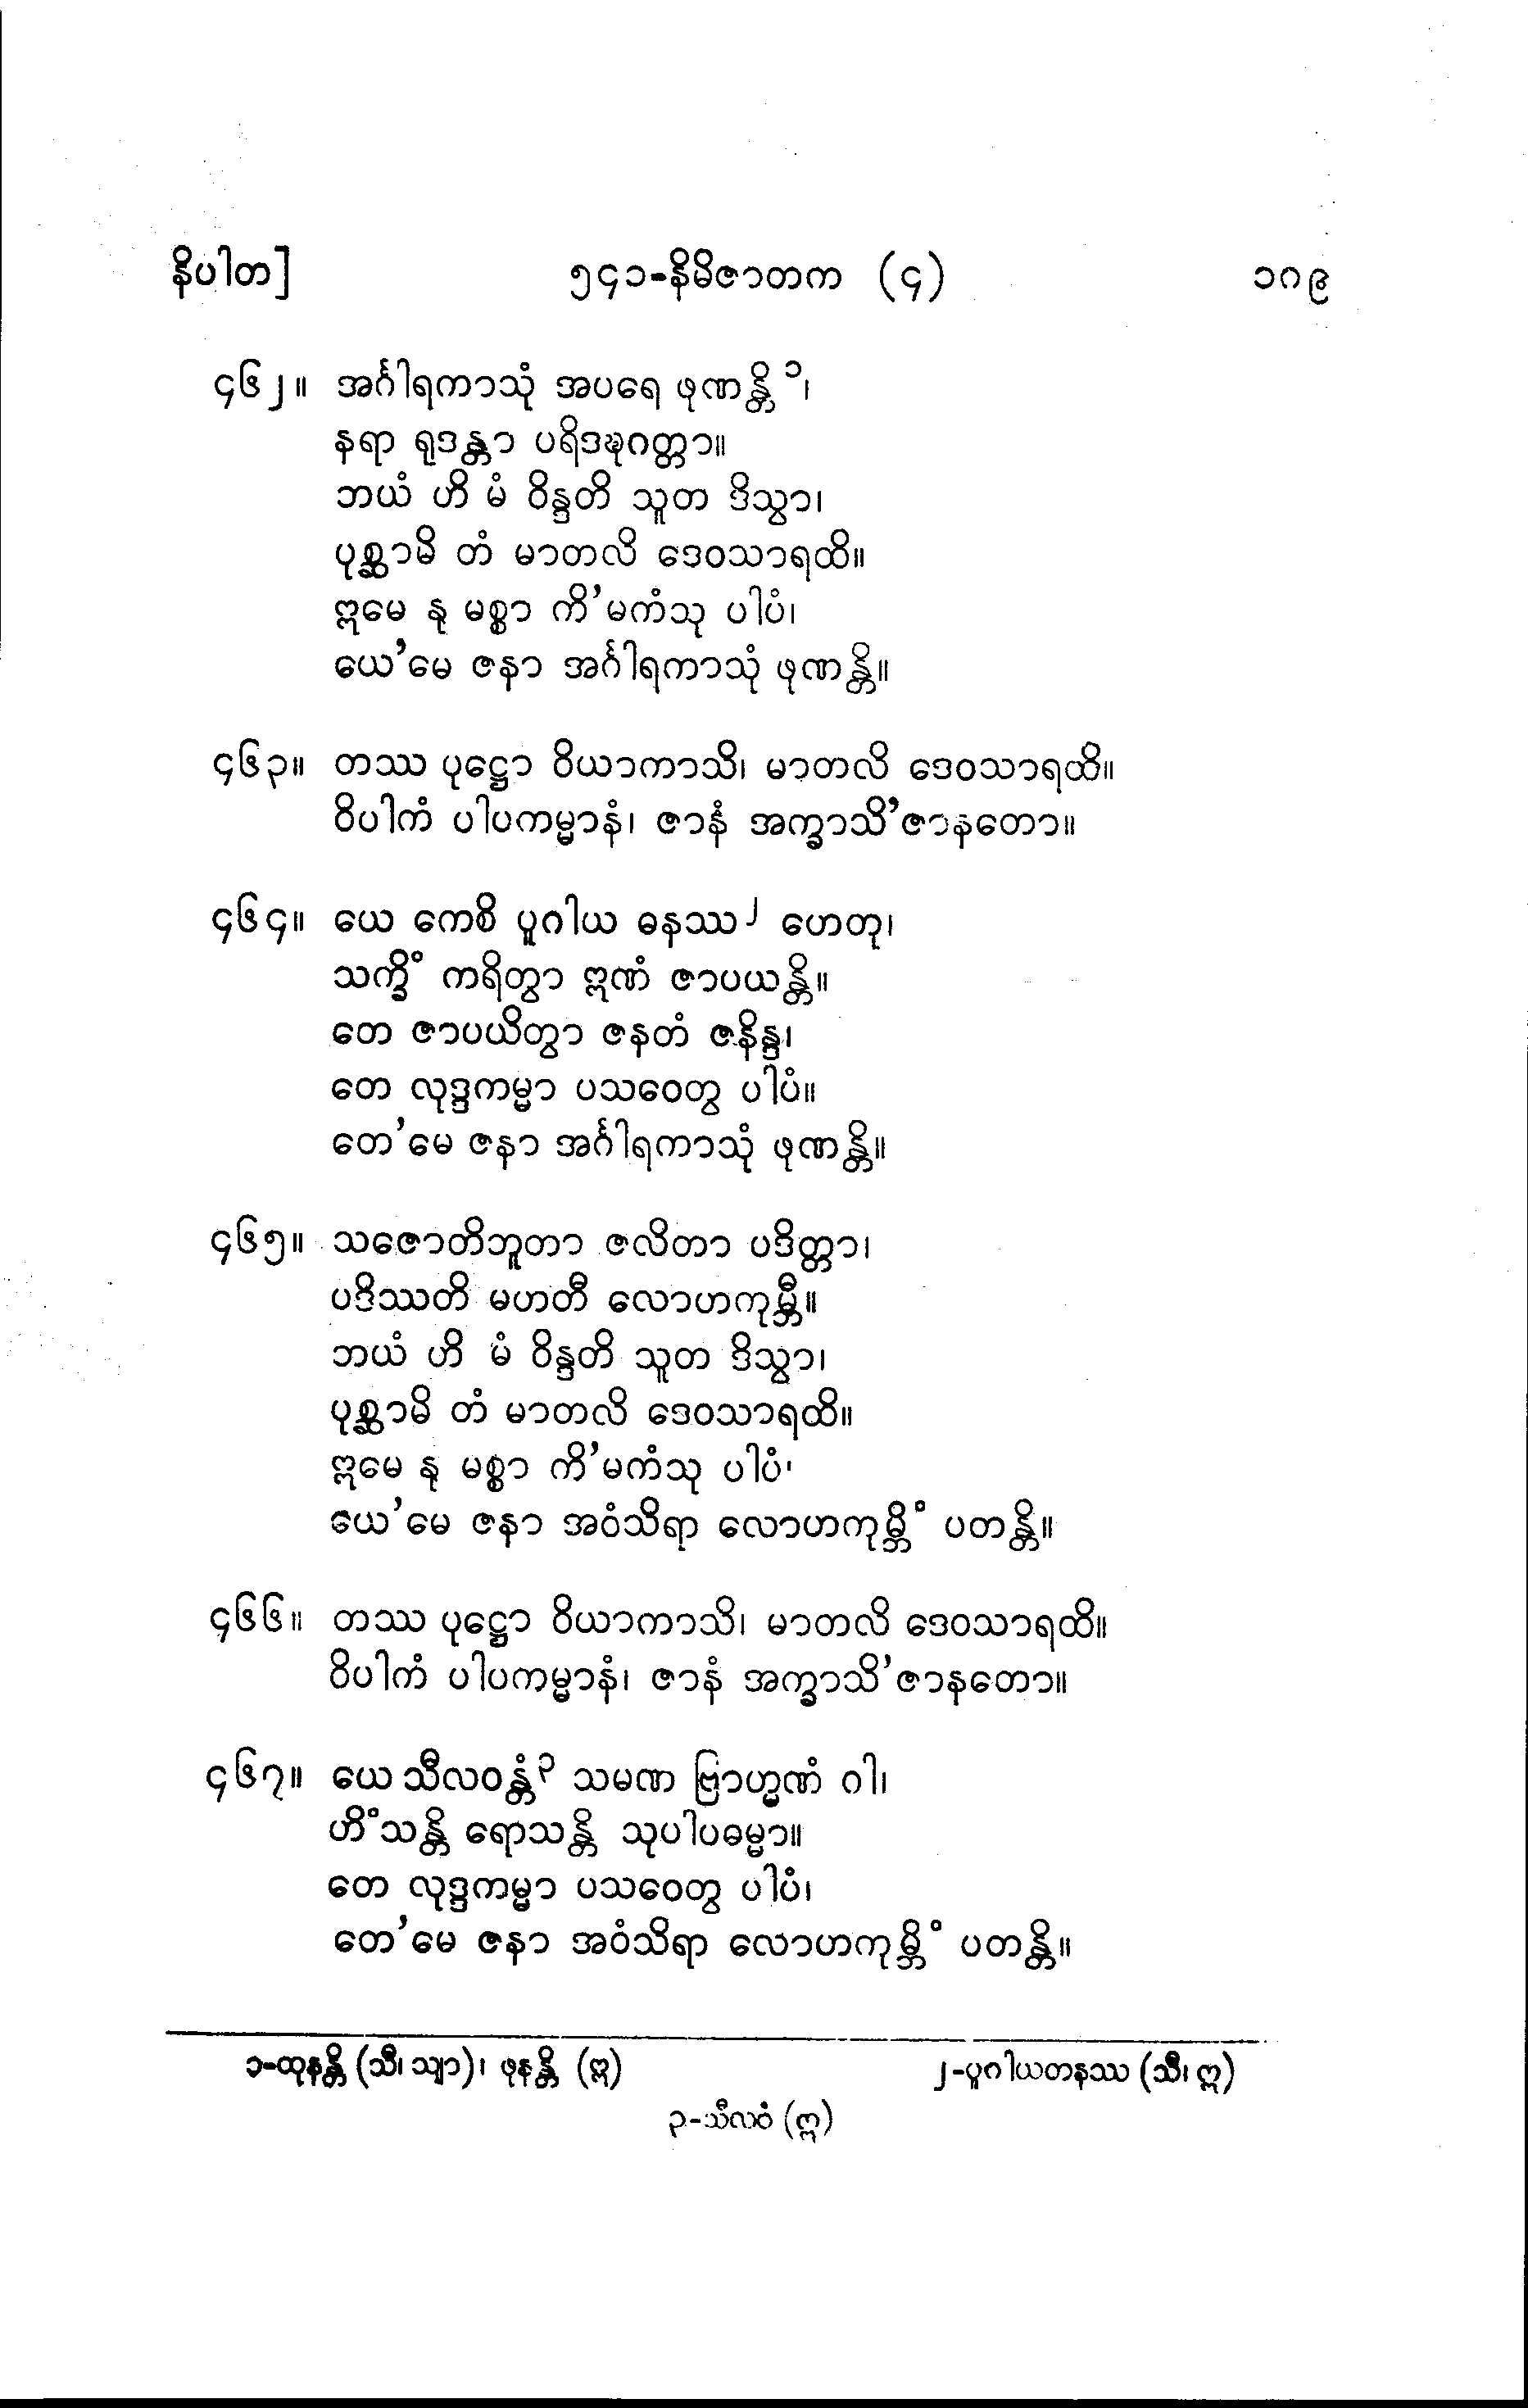 နိပါတ]	၅၄၁-နိမိဇာတက (၄)	၁၈၉
၄၆၂။ အင်္ဂါရကာသုံ အပရေ ဖုဏန္တိ ၁၊
နရာ ရုဒန္တာ ပရိဒဍ္ဎဂတ္တာ။
ဘယံ ဟိ မံ ဝိန္ဒတိ သူတ ဒိသွာ၊
ပုစ္ဆာမိ တံ မာတလိ ဒေဝသာရထိ။
ဣမေ နု မစ္စာ ကိ'မကံသု ပါပံ၊
ယေ'မေ ဇနာ အင်္ဂါရကာသုံ ဖုဏန္တိ။
၄၆၃။ တဿ ပုဋ္ဌော ဝိယာကာသိ၊ မာတလိ ဒေဝသာရထိ။
ဝိပါကံ ပါပကမ္မာနံ၊ ဇာနံ အက္ခာသိ'ဇာနတော။
၄၆၄။ ယေ ကေစိ ပူဂါယ ဓနဿ ၂ ဟေတု၊
သက္ခိံ ကရိတွာ ဣဏံ ဇာပယန္တိ။
တေ ဇာပယိတွာ ဇနတံ ဇနိန္ဒ၊
တေ လုဒ္ဒကမ္မာ ပသဝေတွ ပါပံ။
တေ'မေ ဇနာ အင်္ဂါရကာသုံ ဖုဏန္တိ။
၄၆၅။ သဇောတိဘူတာ ဇလိတာ ပဒိတ္တာ၊
ပဒိဿတိ မဟတီ လောဟကုမ္ဘီ။
ဘယံ ဟိ မံ ဝိန္ဒတိ သူတ ဒိသွာ၊
ပုစ္ဆာမိ တံ မာတလိ ဒေဝသာရထိ။
ဣမေ နု မစ္စာ ကိ'မကံသု ပါပံ၊
ယေ'မေ ဇနာ အဝံသိရာ လောဟကုမ္ဘိံ ပတန္တိ။
၄၆၆။ တဿ ပုဋ္ဌော ဝိယာကာသိ၊ မာတလိ ဒေဝသာရထိ။
ဝိပါကံ ပါပကမ္မာနံ၊ ဇာနံ အက္ခာသိ'ဇာနတော။
၄၆၇။ ယေ သီလဝန္တံ ၃ သမဏ ဗြာဟ္မဏံ ဂါ၊
ဟိံသန္တိ ရောသန္တိ သုပါပဓမ္မာ။
တေ လုဒ္ဒကမ္မာ ပသဝေတွ ပါပံ၊
တေ'မေ ဇနာ အဝံသိရာ လောဟကုမ္ဘိံ ပတန္တိ။
၁-ထုနန္တိ (သီ၊ သျာ)၊ ဖုနန္တိ (ဣ)	၂-ပူဂါယတနဿ (သီ၊ ဣ)
၃-သီလဝံ (ဣ)